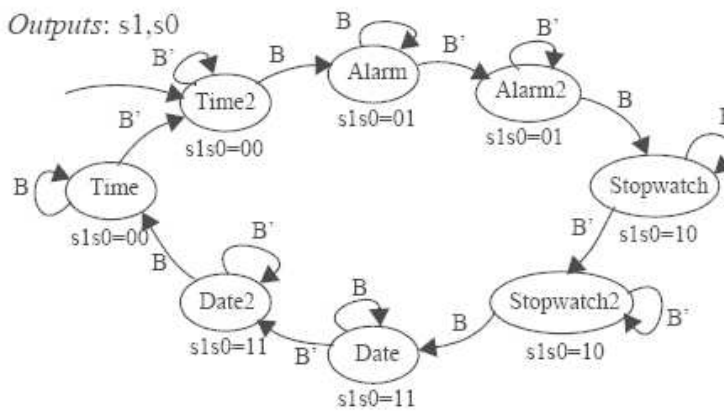 Outputs: s1,s0
B'
B
B
B'
B'
Time2
Alarm
Alarm2
B
B
s1s0=00
s1s0=01
s1s0=01
B'
B
Time
Stopwatch
s1s0=00
s1s0=10
B'
B
B'
Date2
Stopwatch2
B'
B
B
s1s0=11
B'
Date
s1s0=10
s1s0=11